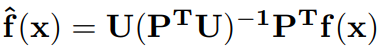 f̂(x) = U(PᵀU)⁻¹Pᵀf(x)